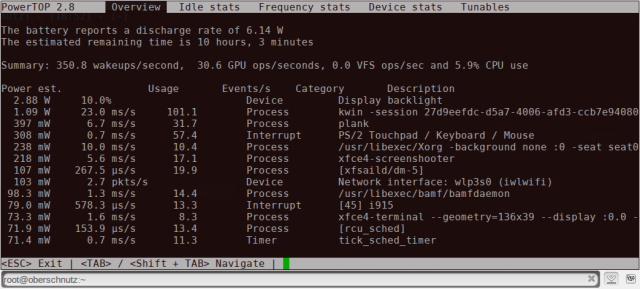 PowerTOP 2.8 Overview Idle stats Frequency stats Device stats Tunables
The battery reports a discharge rate of 6.14 W
The estimated remaining time is 10 hours, 3 minutes
Summary: 350.8 wakeups/second, 30.6 GPU ops/seconds, 0.0 VFS ops/sec and 5.9% CPU use
Power est. Usage Events/s Category Description
2.88 W 10.0% Device Display backlight
1.09 W 23.0 ms/s 101.1 Process kwin -session 27d9eefdc-d5a7-4006-afd3-ccb7e94080
397 mW 6.7 ms/s 31.7 Process plank
308 mW 0.7 ms/s 57.4 Interrupt PS/2 Touchpad / Keyboard / Mouse
238 mW 10.0 ms/s 10.4 Process /usr/libexec/Xorg -background none :0 -seat seat0
218 mW 5.6 ms/s 17.1 Process xfce4-screenshooter
107 mW 267.5 µs/s 19.9 Process [xfsaild/dm-5]
103 mW 2.7 pkts/s Device Network interface: wlp3s0 (iwlwifi)
98.3 mW 1.3 ms/s 14.4 Process /usr/libexec/bamf/bamfdaemon
79.0 mW 578.3 µs/s 13.3 Interrupt [45] i915
73.3 mW 1.6 ms/s 8.3 Process xfce4-terminal --geometry=136x39 --display :0.0 -
71.9 mW 153.9 µs/s 13.4 Process [rcu_sched]
71.4 mW 0.7 ms/s 11.3 Timer tick_sched_timer
<ESC> Exit | <TAB> / <Shift + TAB> Navigate |
root@oberschnutz:~